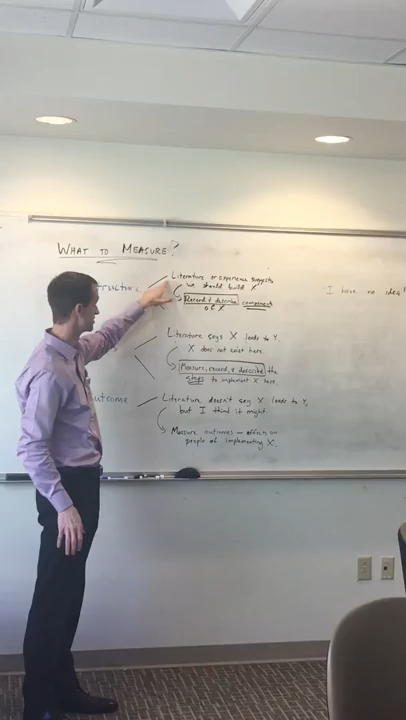 WHAT TO MEASURE?
Literature or experience suggests
we should build X
Record & describe components
of X
"I have no idea
Literature says X leads to Y.
X does not exist here.
Measure, record, & describe the
steps to implement X here.
utcome
Literature doesn't say X leads to Y,
but I think it might
Measure outcomes - effects on
people of implementing X.